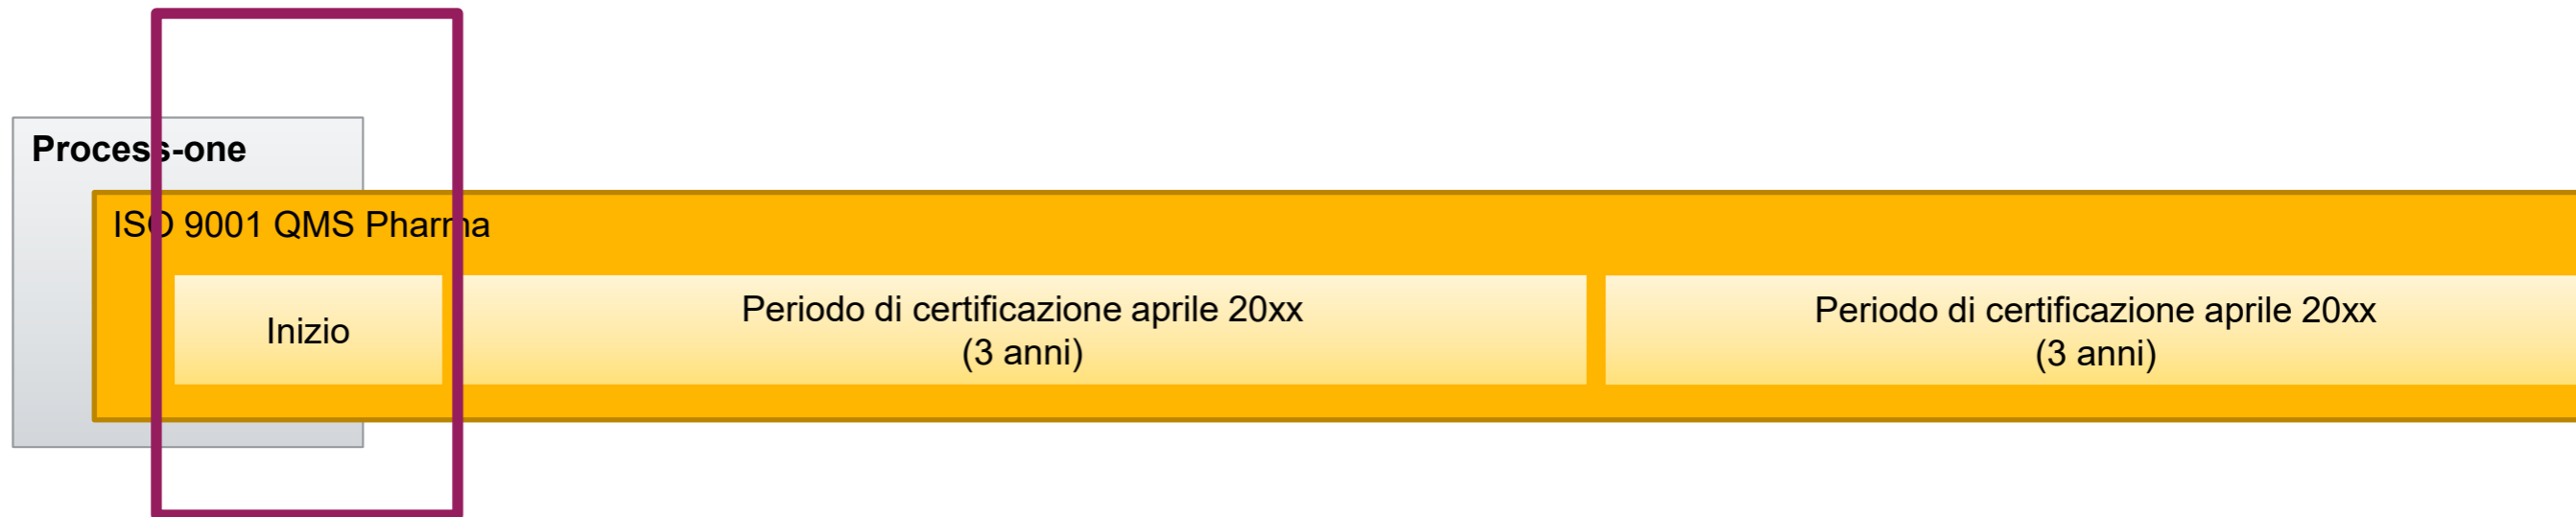 Process-one
ISO 9001 QMS Pharma
Inizio
Periodo di certificazione aprile 20xx
(3 anni)
Periodo di certificazione aprile 20xx
(3 anni)